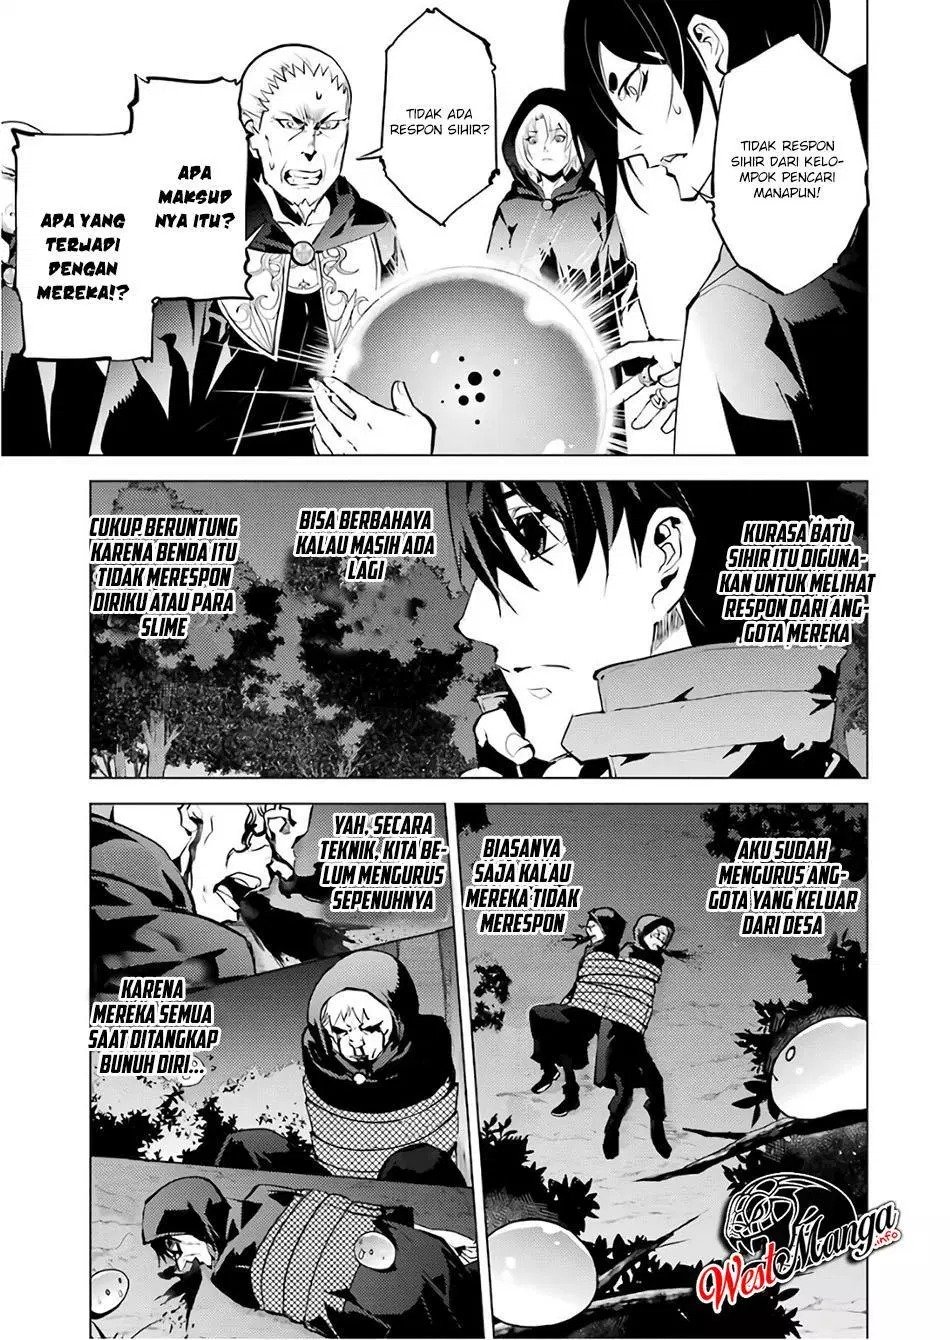 TIDAK RESPON
SIHIR DARI KELO-
MPOK PENCARI
MANAPUN!
TIDAK ADA
RESPON SIHIR?
APA
MAKSUD
NYA ITU?
APA YANG
TERJADI
DENGAN
MEREKA!?
KURASA BATU
SIHIR ITU DIGUNA-
KAN UNTUK MELIHAT
RESPON DARI ANG-
GOTA MEREKA
BISA BERBAHAYA
KALAU MASIH ADA
LAGI
CUKUP BERUNTUNG
KARENA BENDA ITU
TIDAK MERESPON
DIRIKU ATAU PARA
SLIME
AKU SUDAH
MENGURUS ANG-
GOTA YANG KELUAR
DARI DESA
BIASANYA
SAJA KALAU
MEREKA TIDAK
MERESPON
YAH, SECARA
TEKNIK, KITA BE-
LUM MENGURUS
SEPENUHNYA
KARENA
MEREKA SEMUA
SAAT DITANGKAP
BUNUH DIRI...
WestManga
.info